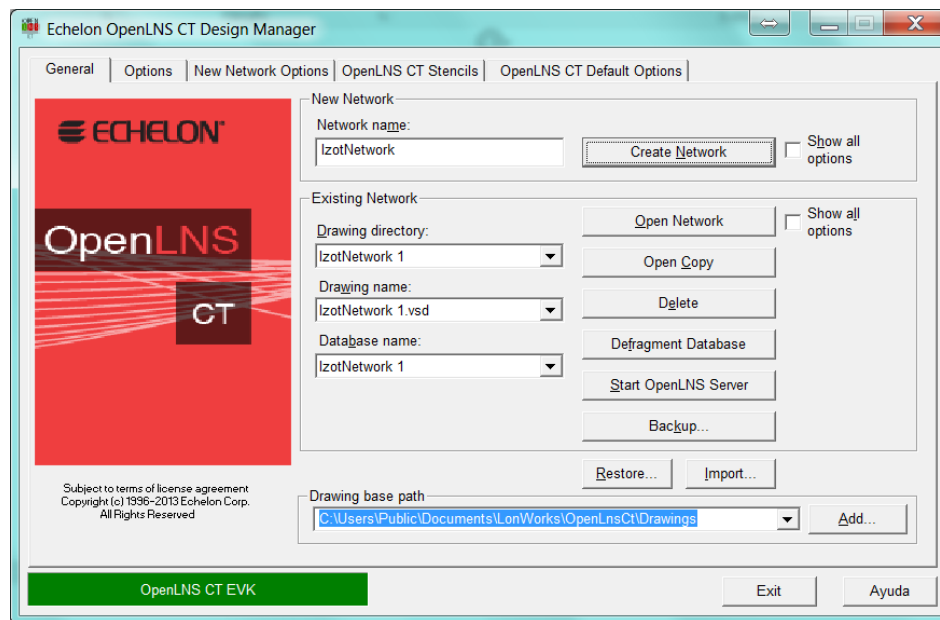 Echelon OpenLNS CT Design Manager
General
Options
New Network Options
OpenLNS CT Stencils
OpenLNS CT Default Options
ECHELON
OpenLNS
CT
Subject to terms of license agreement
Copyright (c) 1996-2013 Echelon Corp.
All Rights Reserved
New Network
Network name:
IzotNetwork
Create Network
Show all
options
Existing Network
Drawing directory:
IzotNetwork 1
Drawing name:
IzotNetwork 1.vsd
Database name:
IzotNetwork 1
Open Network
Show all
options
Open Copy
Delete
Defragment Database
Start OpenLNS Server
Backup...
Restore...
Import...
Drawing base path
C:\Users\Public\Documents\LonWorks\OpenLnsCt\Drawings
Add...
OpenLNS CT EVK
Exit
Ayuda